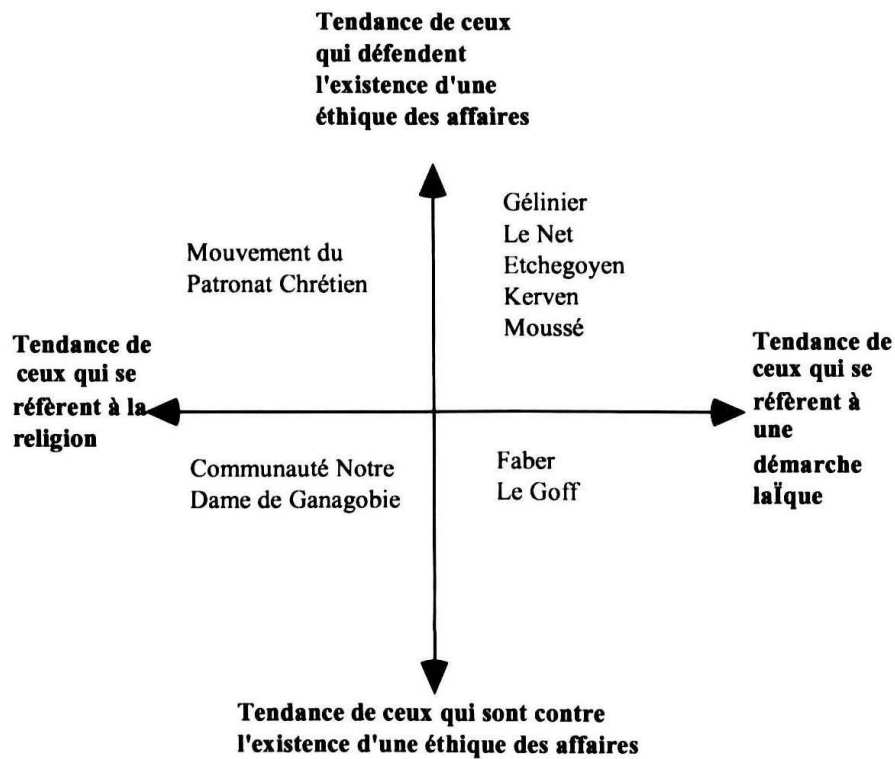 Tendance de ceux
qui défendent
l'existence d'une
éthique des affaires
Mouvement du
Patronat Chrétien
Gélinier
Le Net
Etchegoyen
Kerven
Moussé
Tendance de
ceux qui se
réfèrent à la
religion
Tendance de
ceux qui se
réfèrent à
une
démarche
laÏque
Communauté Notre
Dame de Ganagobie
Faber
Le Goff
Tendance de ceux qui sont contre
l'existence d'une éthique des affaires